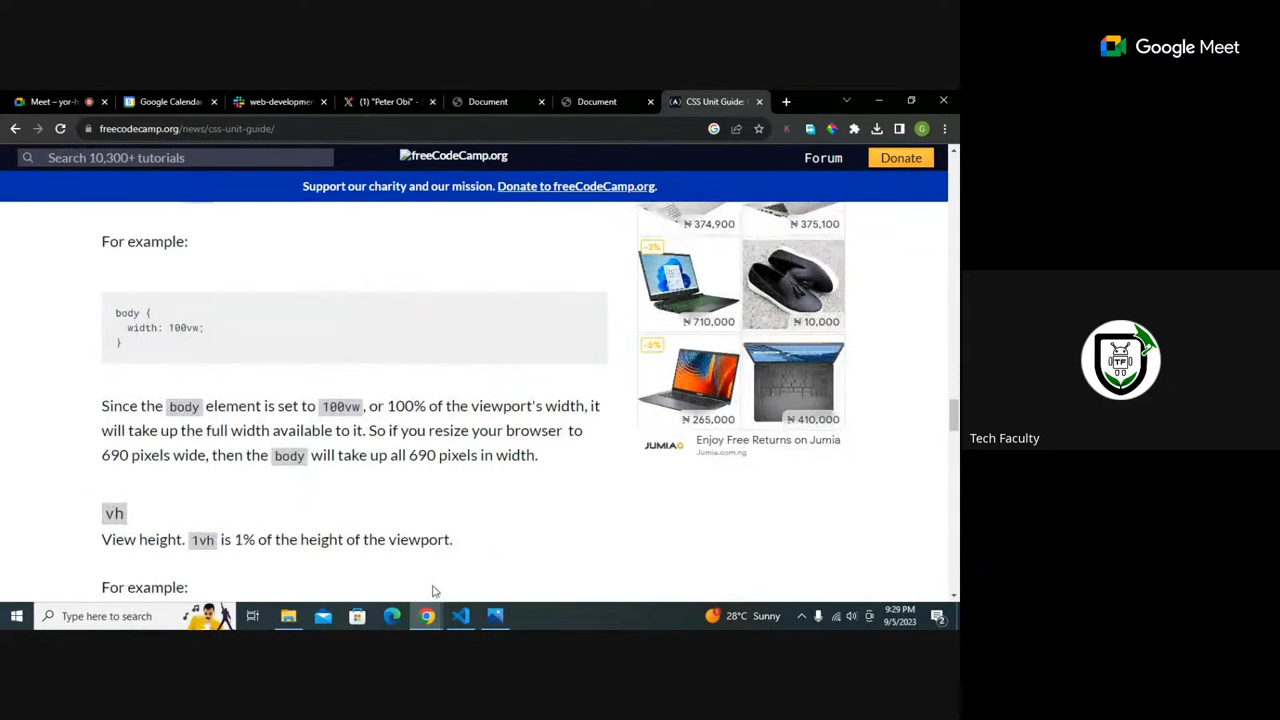 Google Meet
Meet – yor-h
Google Calenda
web-developmen
(1) "Peter Obi" -
Document
Document
CSS Unit Guide:
freecodecamp.org/news/css-unit-guide/
G
Search 10,300+ tutorials
freeCodeCamp.org
Forum
Donate
Support our charity and our mission. Donate to freeCodeCamp.org.
₦ 374,900
₦ 375,100
For example:
-3%
₦ 710,000
₦ 10,000
body {
width: 100vw;
}
₦ 265,000
₦ 410,000
JUMIA
Enjoy Free Returns on Jumia
Jumia.com.ng
Since the body element is set to 100vw, or 100% of the viewport's width, it
will take up the full width available to it. So if you resize your browser to
690 pixels wide, then the body will take up all 690 pixels in width.
vh
View height. 1vh is 1% of the height of the viewport.
For example:
TF
Tech Faculty
Type here to search
28°C Sunny
9:29 PM
9/5/2023
2